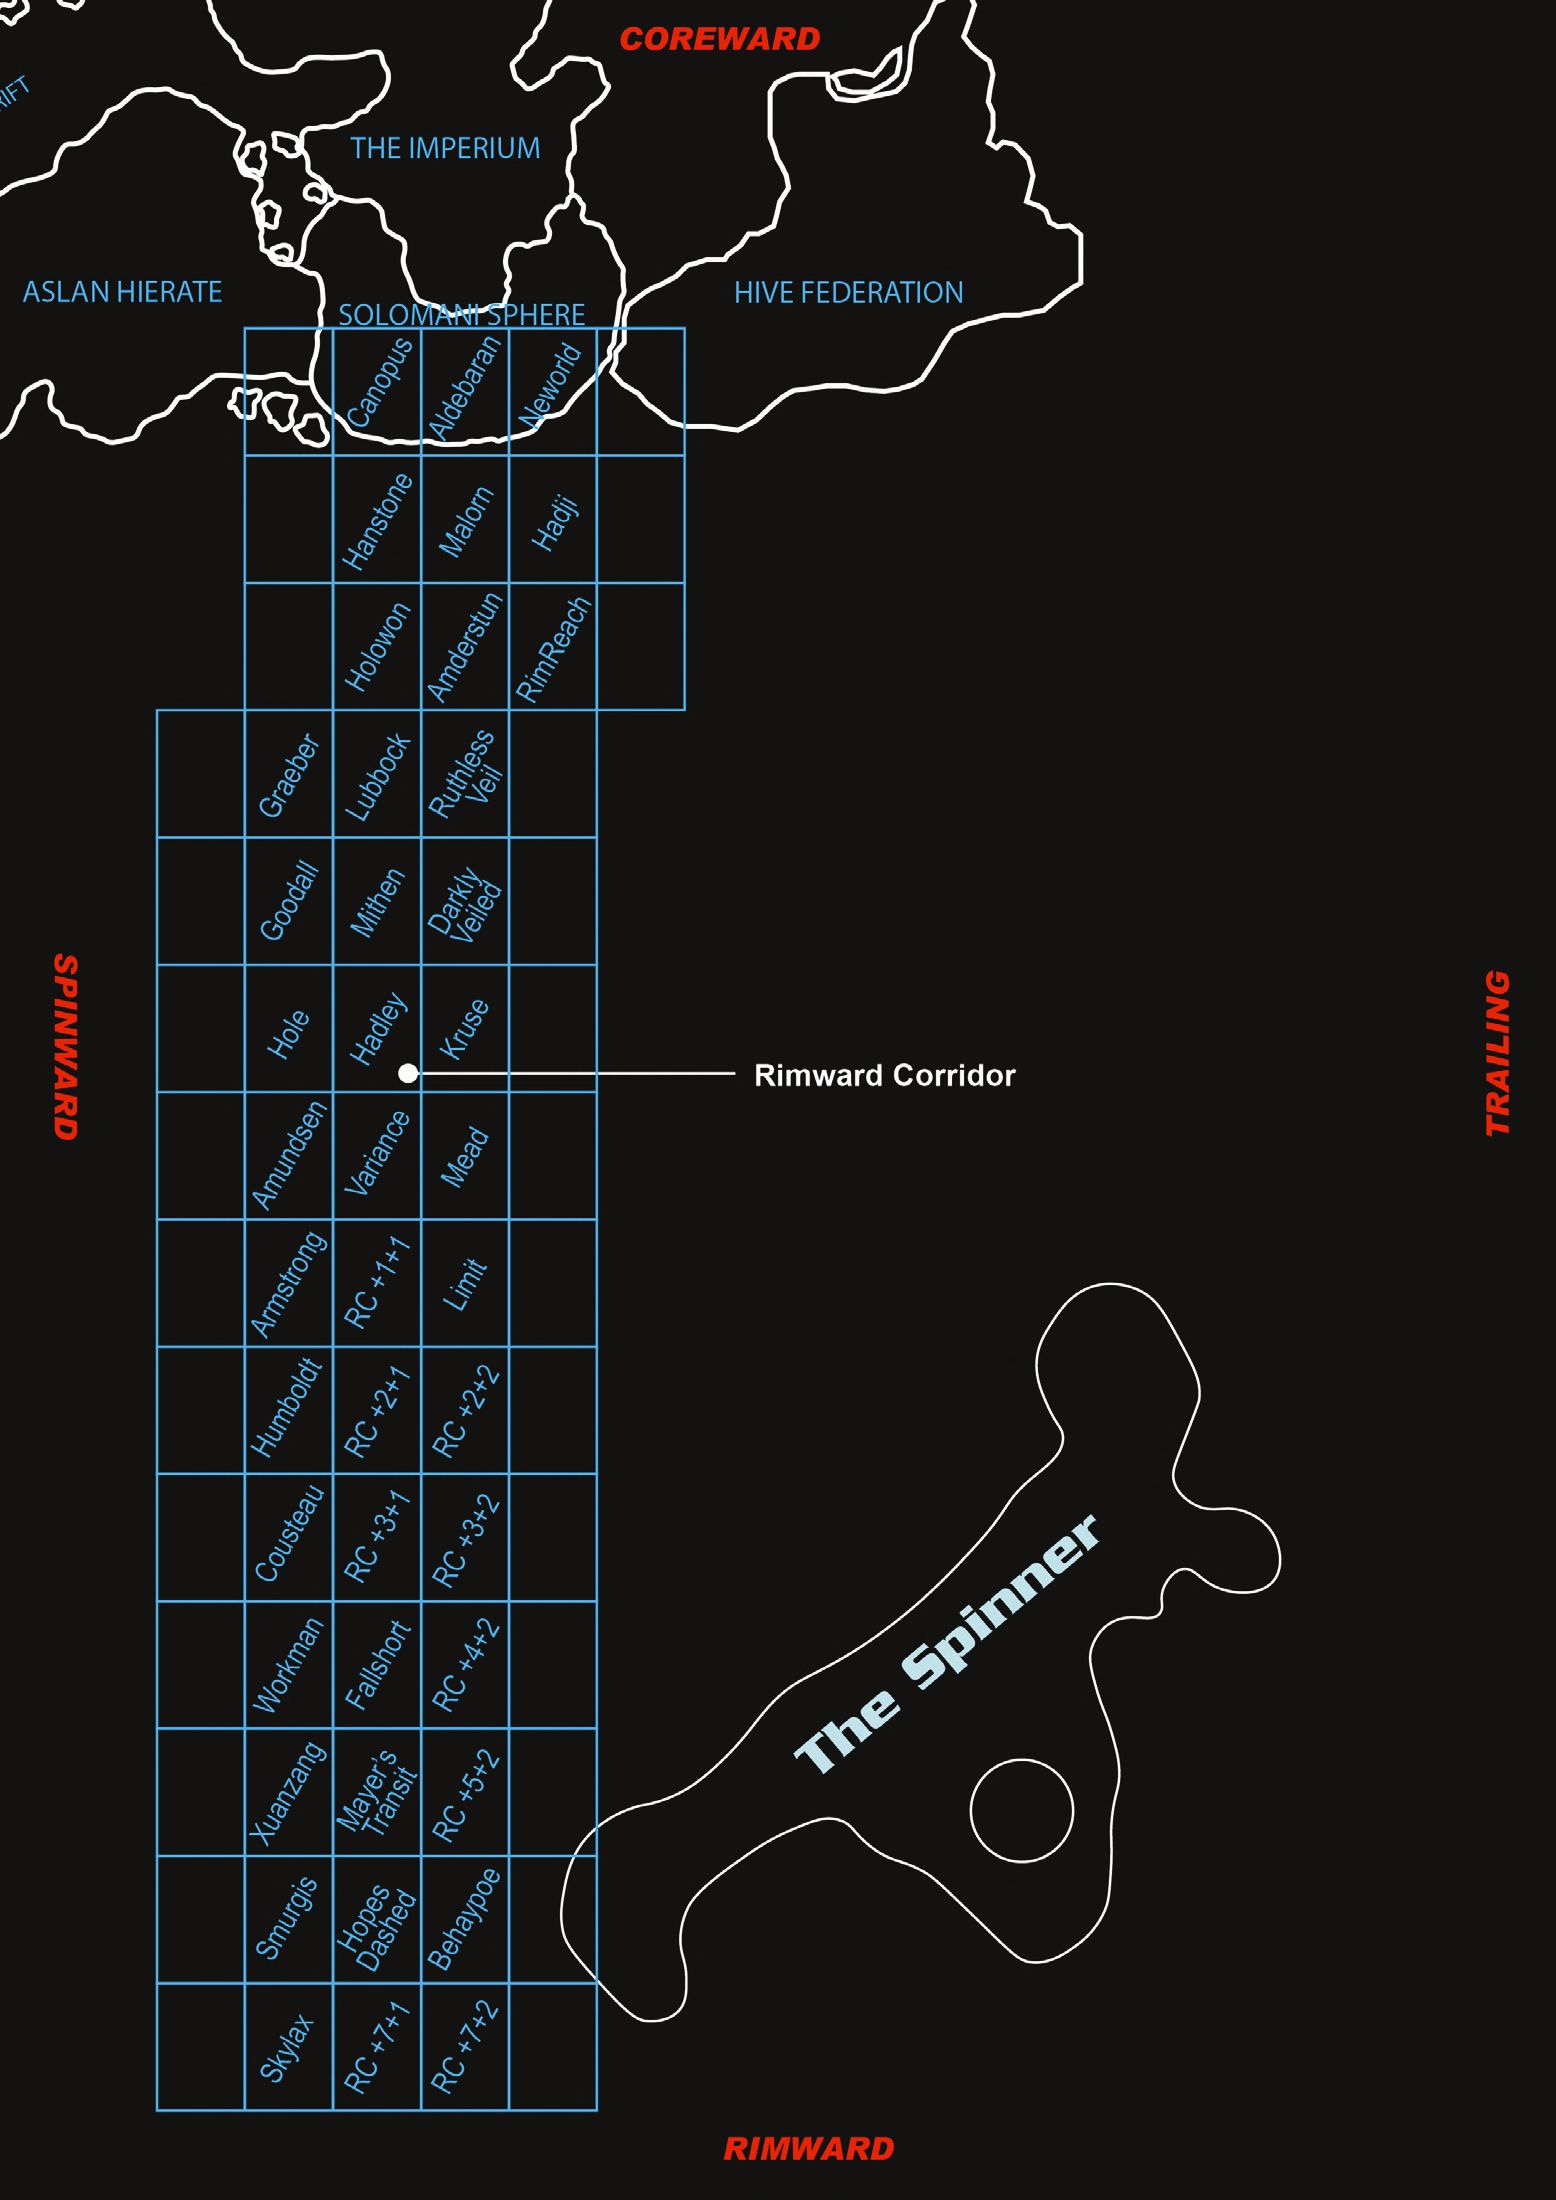 COREWARD
RIFT
THE IMPERIUM
ASLAN HIERATE
HIVE FEDERATION
SOLOMANI SPHERE
Canopus
Aldebaran
Neworld
Hanstone
Malorn
Hadji
Holowon
Amderstun
RimReach
Graeber
Lubbock
Ruthless
Veil
Goodall
Mithen
Darkly
Veiled
SPINWARD
TRAILING
Hole
Hadley
Kruse
Rimward Corridor
Amundsen
Variance
Mead
Armstrong
RC +1+1
Limit
Humboldt
RC +2+1
RC +2+2
Cousteau
RC +3+1
RC +3+2
The Spinner
Workman
Fallshort
RC +4+2
Xuanzang
Mayer's
Transit
RC +5+2
Smurgis
Hopes
Dashed
Behaypoe
Skylax
RC +7+1
RC +7+2
RIMWARD